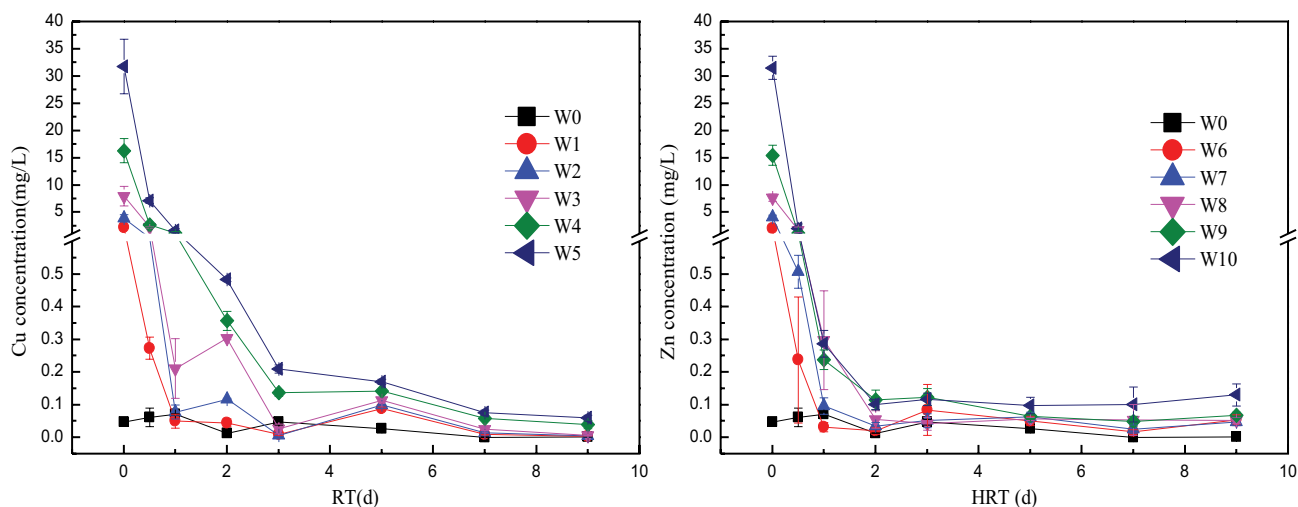 Cu concentration(mg/L)
40
35
30
25
20
15
10
5
0.5
0.4
0.3
0.2
0.1
0.0
0
2
4
6
8
10
RT(d)
W0
W1
W2
W3
W4
W5
Zn concentration (mg/L)
40
35
30
25
20
15
10
5
0.5
0.4
0.3
0.2
0.1
0.0
0
2
4
6
8
10
HRT (d)
W0
W6
W7
W8
W9
W10